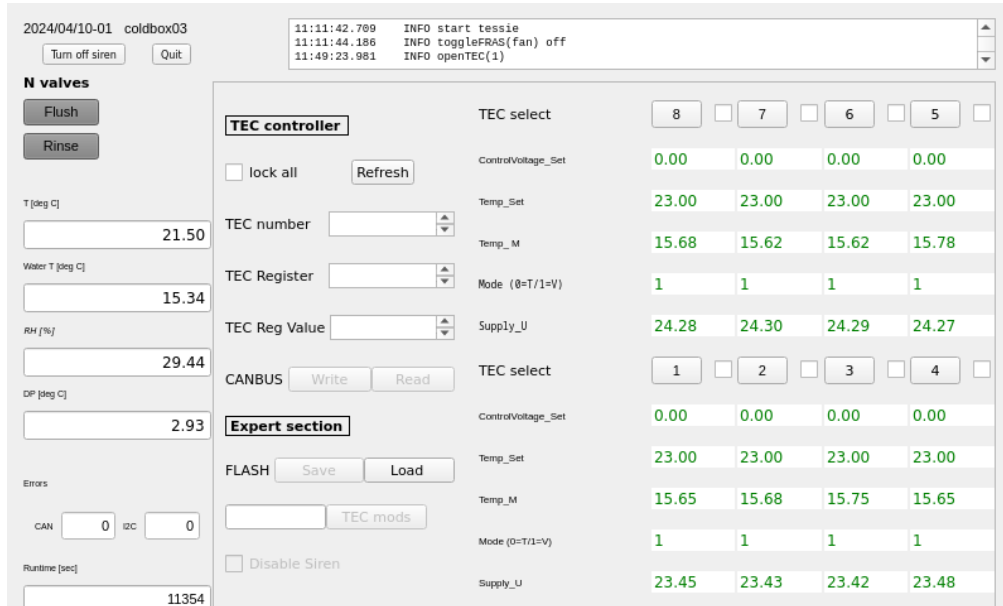 2024/04/10-01 coldbox03
Turn off siren Quit
11:11:42.709 INFO start tessie
11:11:44.186 INFO toggleFRAS(fan) off
11:49:23.981 INFO openTEC(1)
N valves
Flush
Rinse
T [deg C]
21.50
Water T [deg C]
15.34
RH [%]
29.44
DP [deg C]
2.93
Errors
CAN 0 I2C 0
Runtime [sec]
11354
TEC controller
lock all Refresh
TEC number
TEC Register
TEC Reg Value
CANBUS Write Read
Expert section
FLASH Save Load
TEC mods
Disable Siren
TEC select 8 7 6 5
ControlVoltage_Set 0.00 0.00 0.00 0.00
Temp_Set 23.00 23.00 23.00 23.00
Temp_ M 15.68 15.62 15.62 15.78
Mode (0=T/1=V) 1 1 1 1
Supply_U 24.28 24.30 24.29 24.27
TEC select 1 2 3 4
ControlVoltage_Set 0.00 0.00 0.00 0.00
Temp_Set 23.00 23.00 23.00 23.00
Temp_M 15.65 15.68 15.75 15.65
Mode (0=T/1=V) 1 1 1 1
Supply_U 23.45 23.43 23.42 23.48